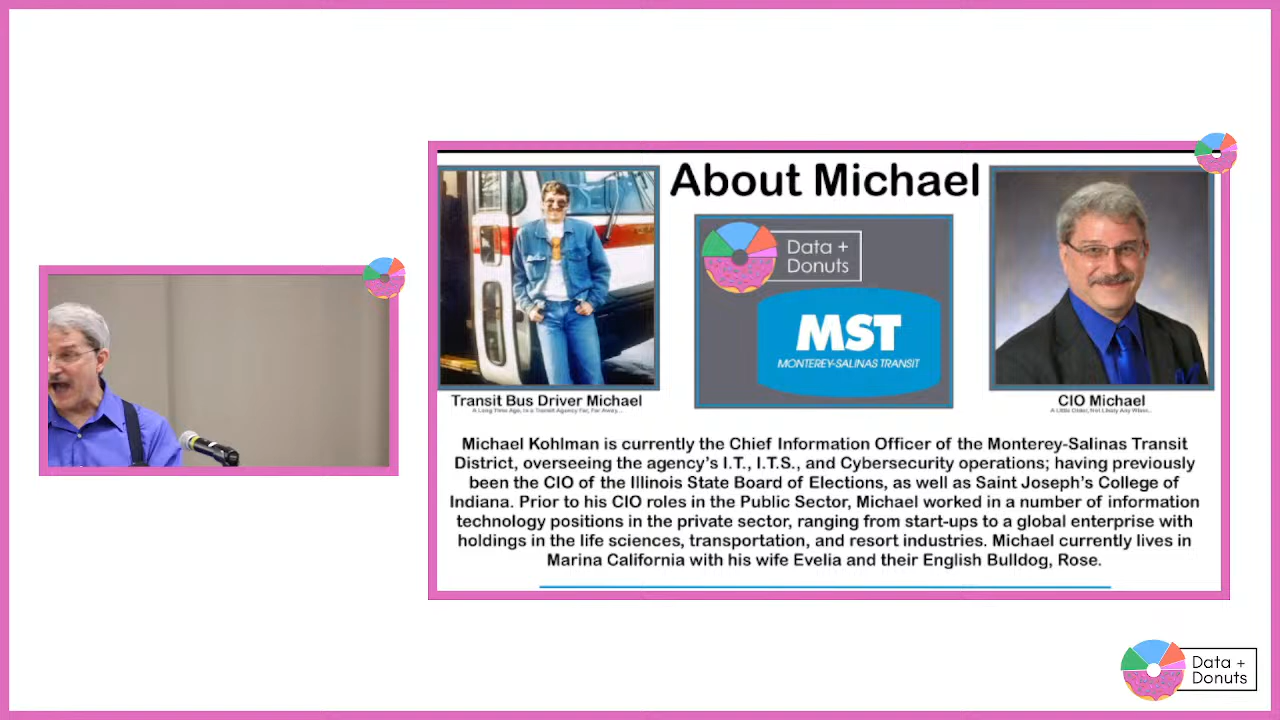 About Michael
Data +
Donuts
MST
MONTEREY-SALINAS TRANSIT
Transit Bus Driver Michael
A Long Time Ago, In a Transit Agency Far, Far Away...
CIO Michael
A Little Older, Not Likely Any Wiser..
Michael Kohlman is currently the Chief Information Officer of the Monterey-Salinas Transit
District, overseeing the agency's I.T., I.T.S., and Cybersecurity operations; having previously
been the CIO of the Illinois State Board of Elections, as well as Saint Joseph's College of
Indiana. Prior to his CIO roles in the Public Sector, Michael worked in a number of information
technology positions in the private sector, ranging from start-ups to a global enterprise with
holdings in the life sciences, transportation, and resort industries. Michael currently lives in
Marina California with his wife Evelia and their English Bulldog, Rose.
Data +
Donuts